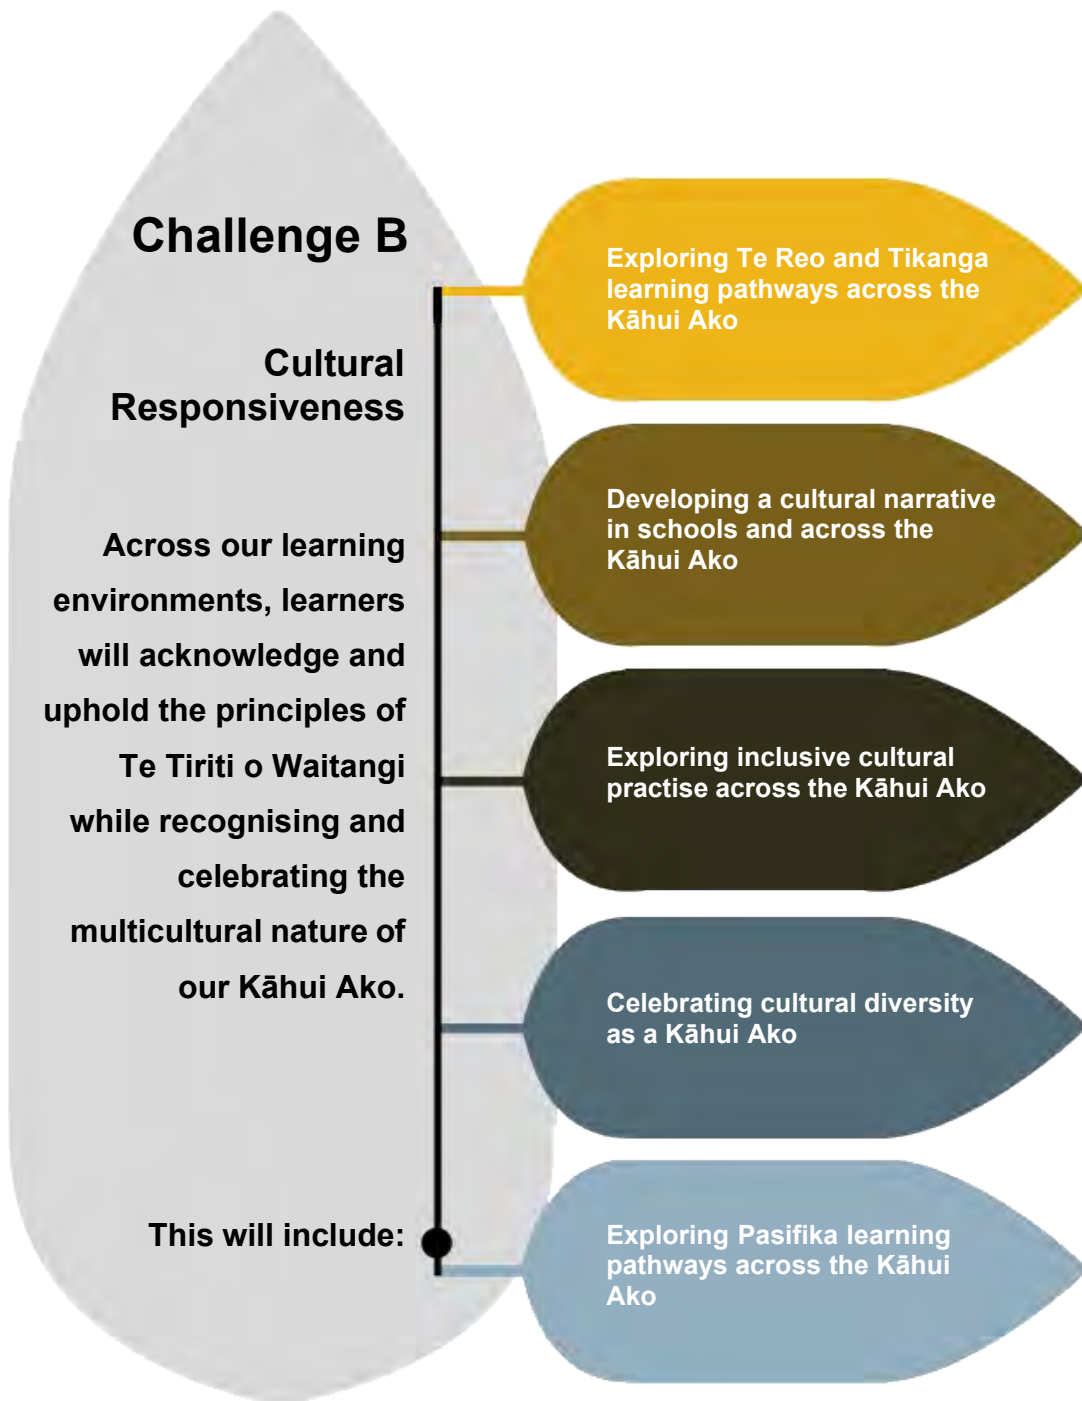 Challenge B
Cultural
Responsiveness
Across our learning
environments, learners
will acknowledge and
uphold the principles of
Te Tiriti o Waitangi
while recognising and
celebrating the
multicultural nature of
our Kāhui Ako.
This will include:
Exploring Te Reo and Tikanga
learning pathways across the
Kāhui Ako
Developing a cultural narrative
in schools and across the
Kāhui Ako
Exploring inclusive cultural
practise across the Kāhui Ako
Celebrating cultural diversity
as a Kāhui Ako
Exploring Pasifika learning
pathways across the Kāhui
Ako